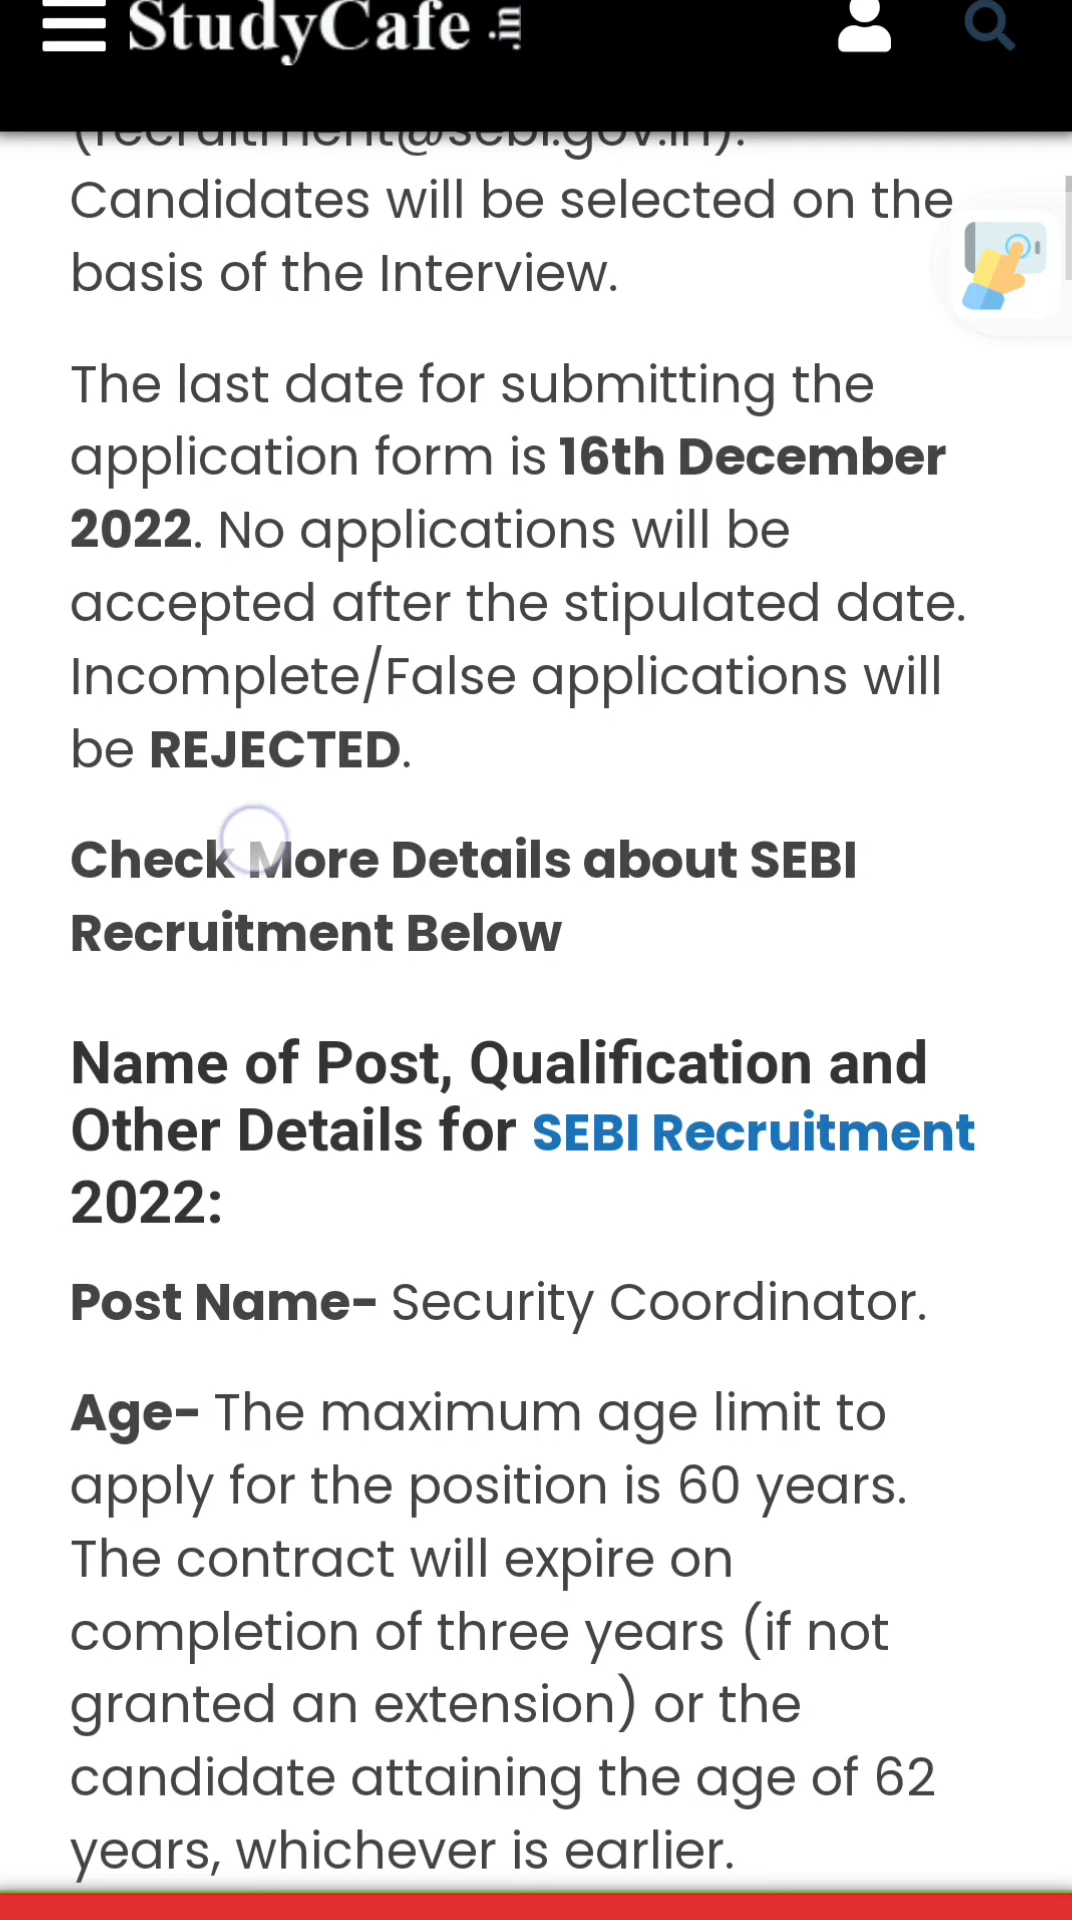 StudyCafe .in
(recruitment@sebi.gov.in).
Candidates will be selected on the
basis of the Interview.
The last date for submitting the
application form is 16th December
2022. No applications will be
accepted after the stipulated date.
Incomplete/False applications will
be REJECTED.
Check More Details about SEBI
Recruitment Below
Name of Post, Qualification and
Other Details for SEBI Recruitment
2022:
Post Name- Security Coordinator.
Age- The maximum age limit to
apply for the position is 60 years.
The contract will expire on
completion of three years (if not
granted an extension) or the
candidate attaining the age of 62
years, whichever is earlier.